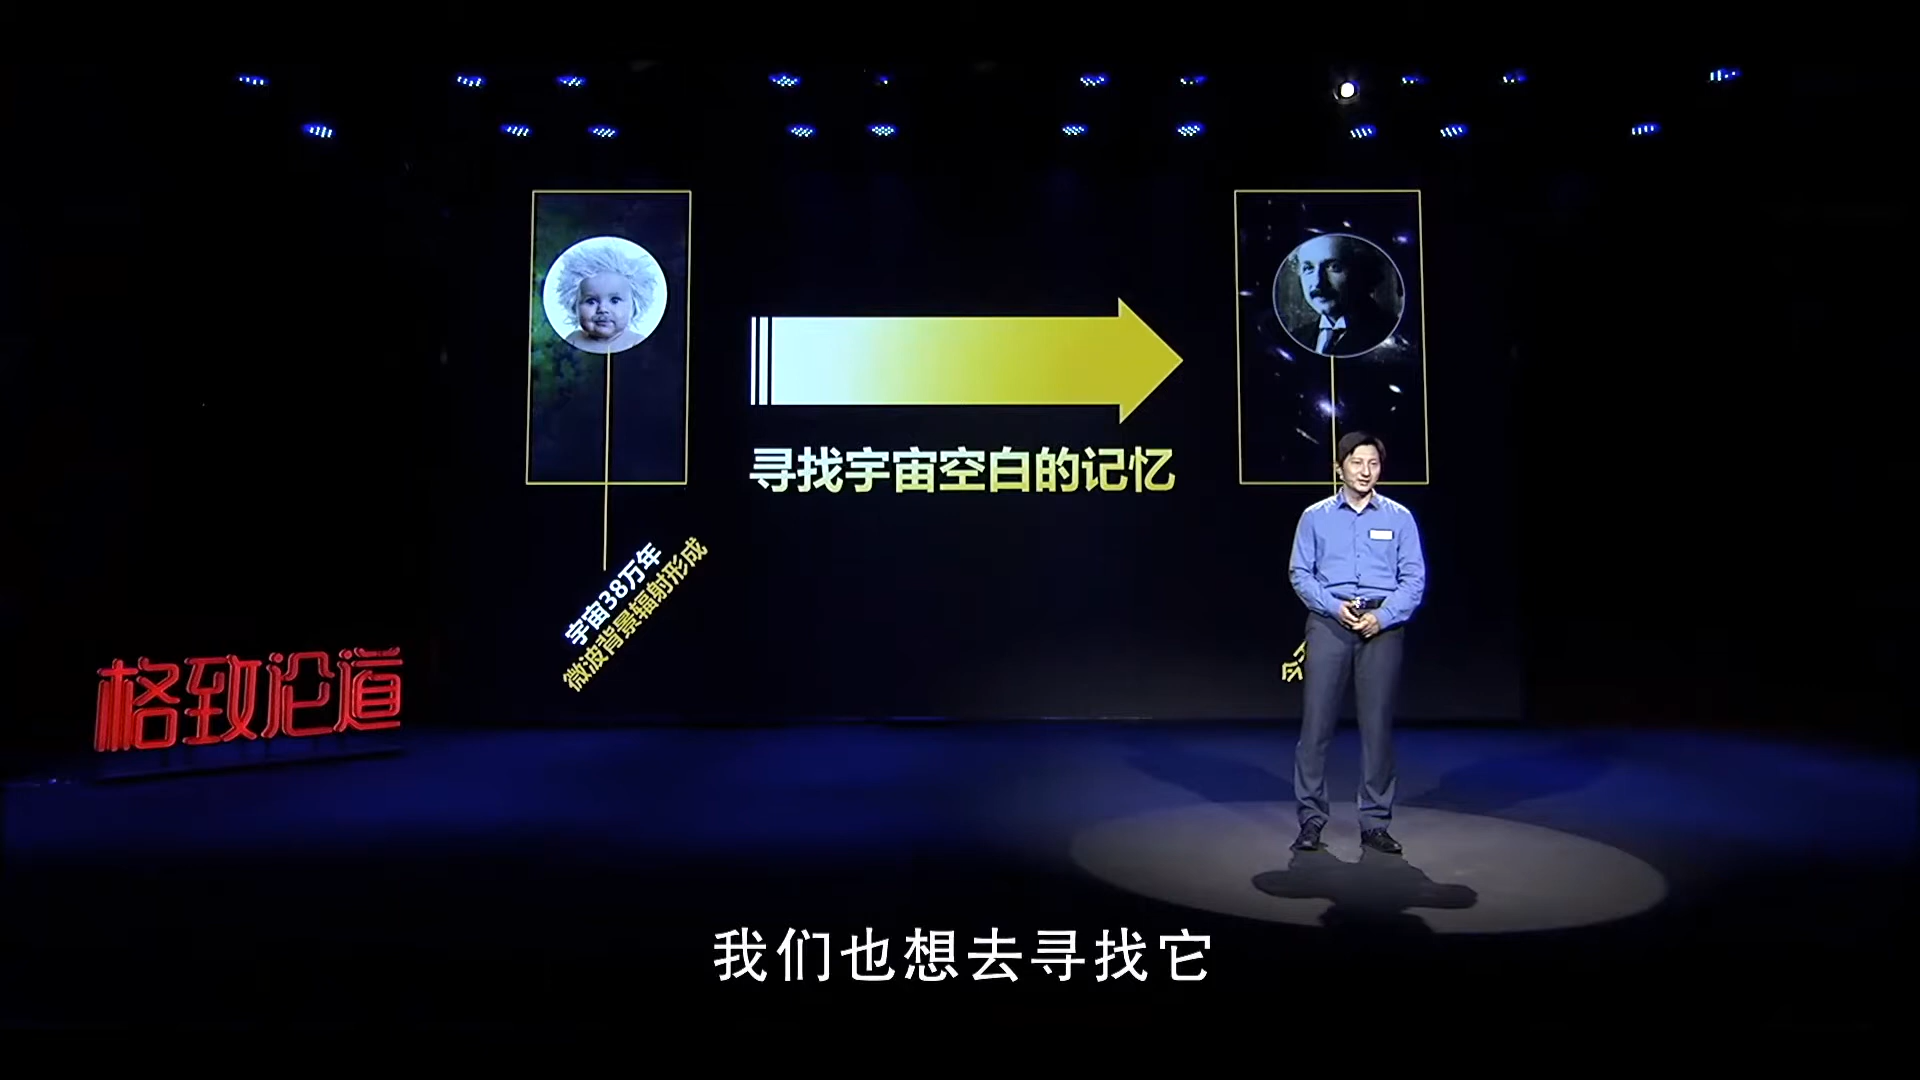 寻找宇宙空白的记忆
宇宙38万年
微波背景辐射形成
今
格致论道
我们也想去寻找它